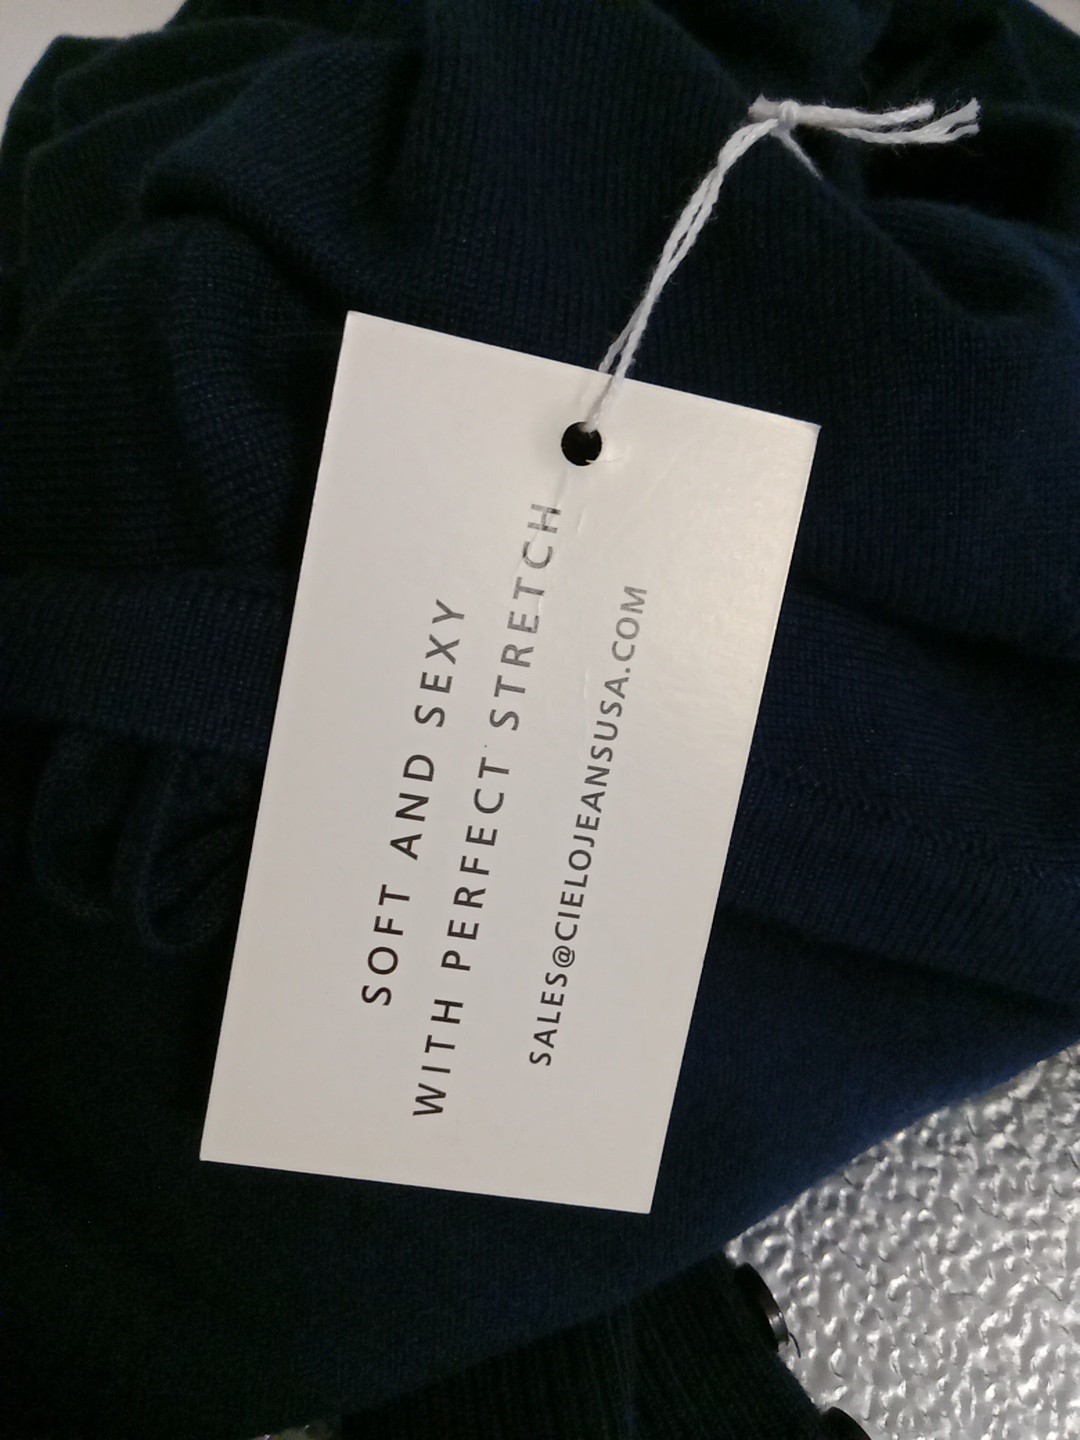 SOFT AND SEXY
WITH PERFECT STRETCH
SALES@CIELOJEANSUSA.COM